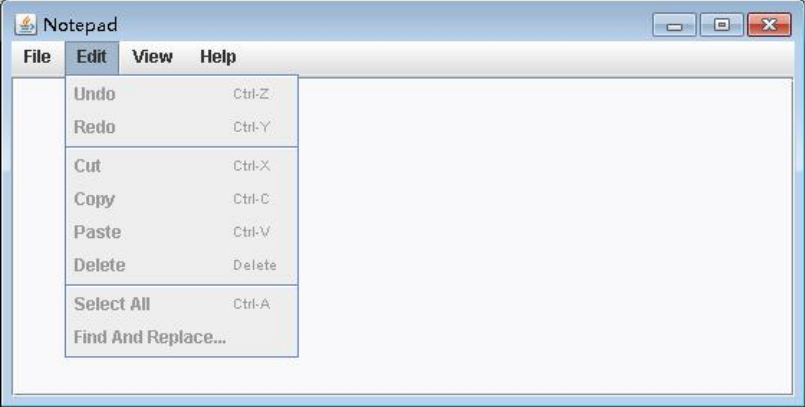 Notepad
File Edit View Help
Undo Ctrl-Z
Redo Ctrl-Y
Cut Ctrl-X
Copy Ctrl-C
Paste Ctrl-V
Delete Delete
Select All Ctrl-A
Find And Replace...